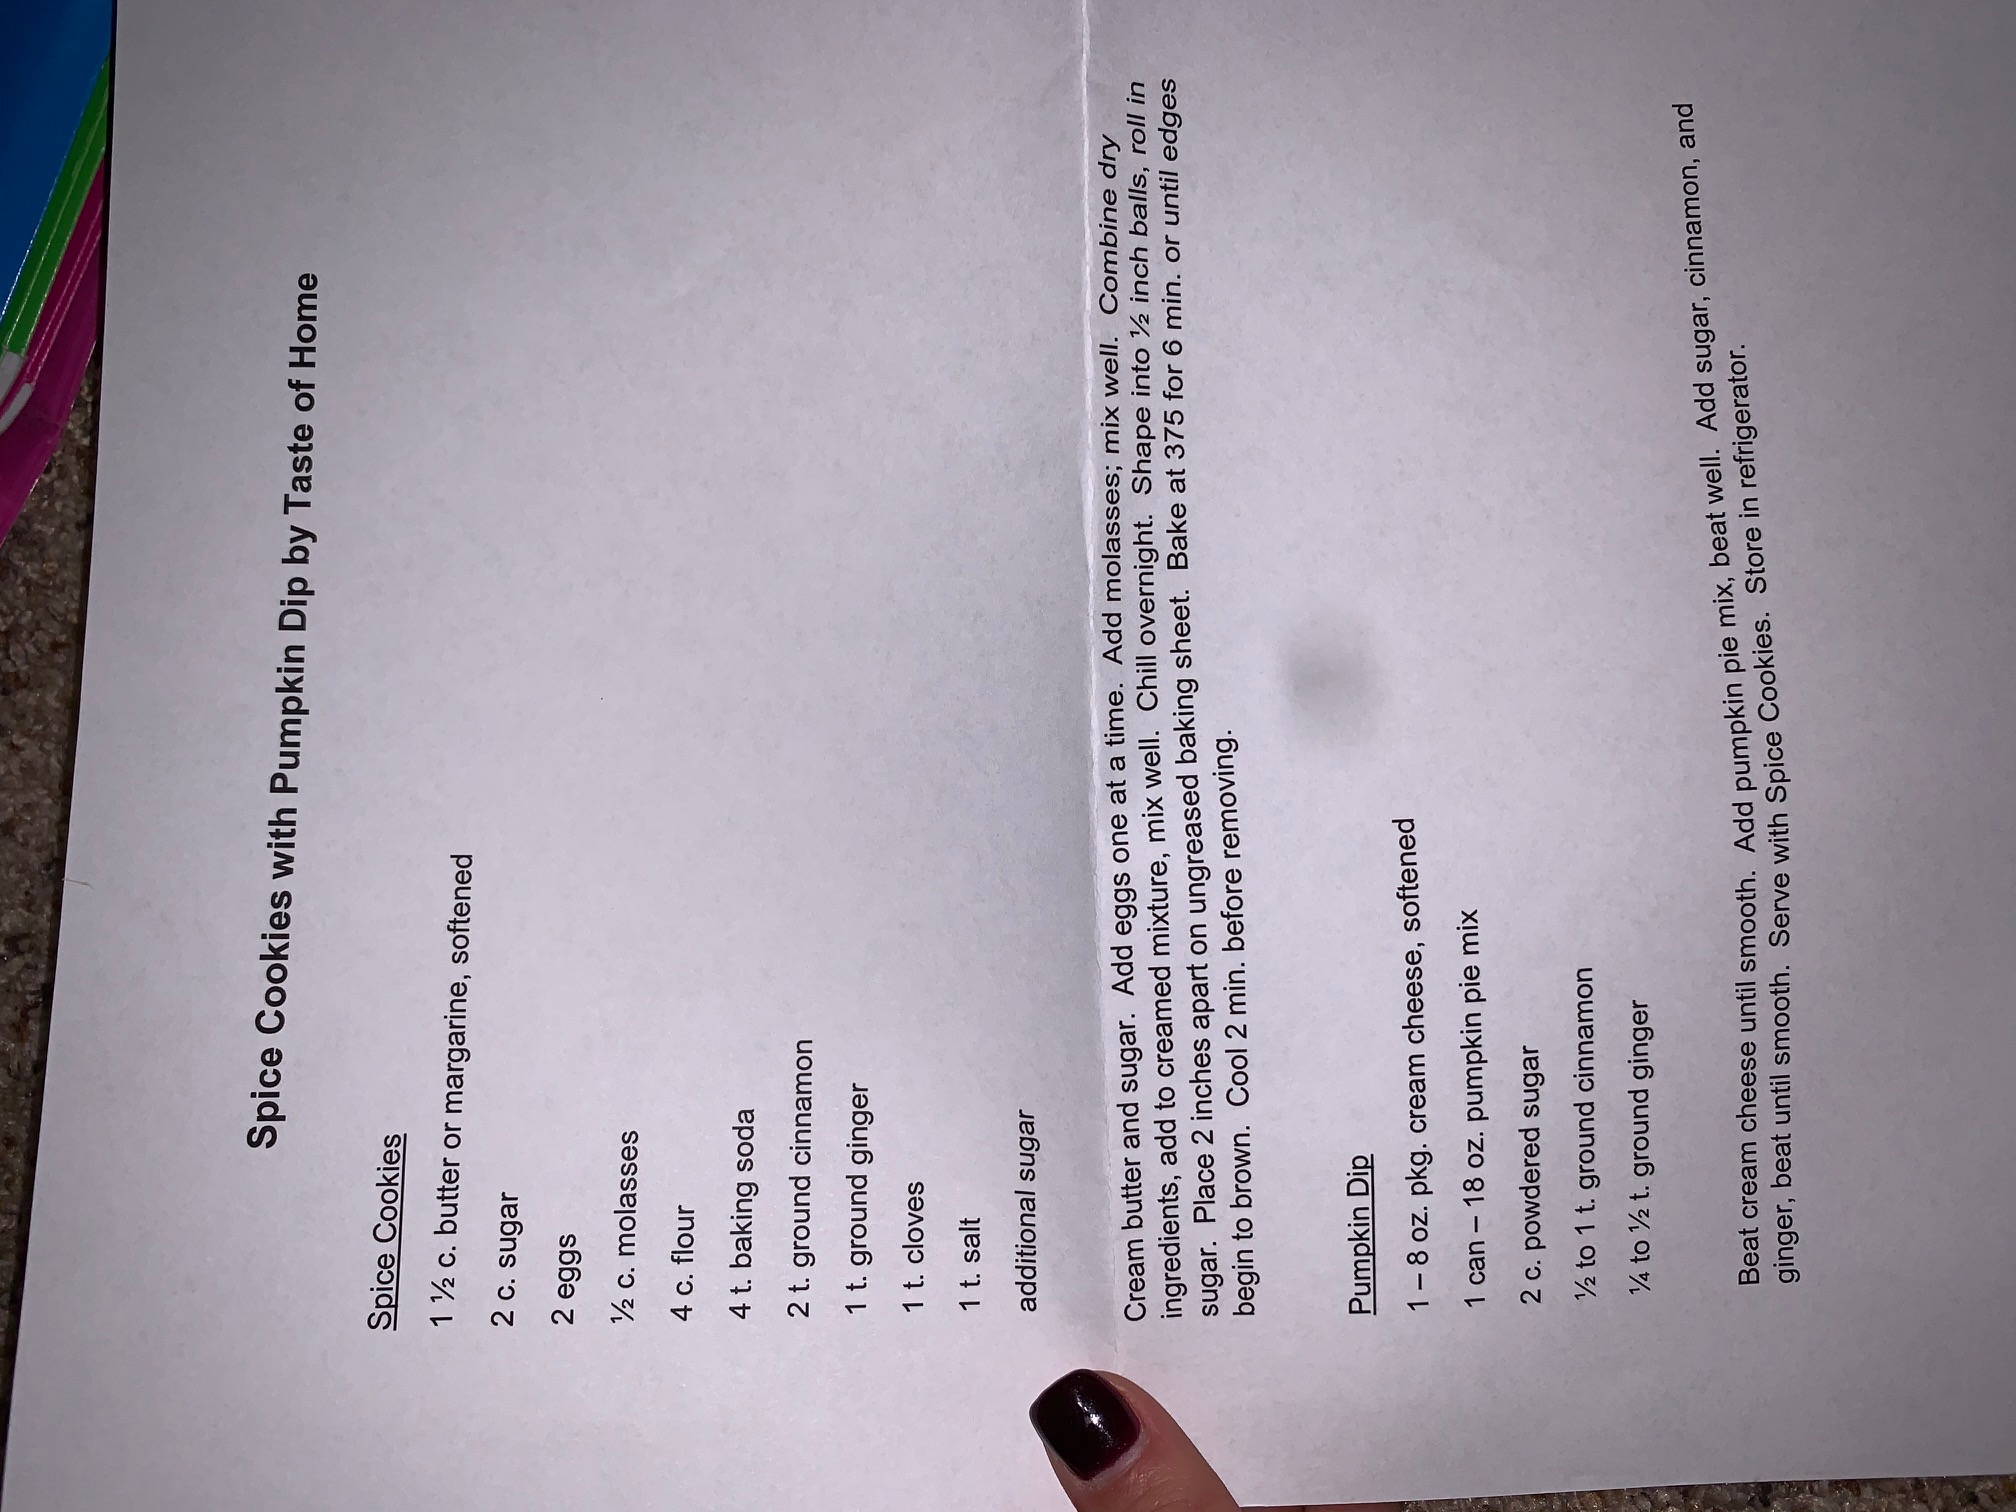 Spice Cookies with Pumpkin Dip by Taste of Home
Spice Cookies
1 ½ c. butter or margarine, softened
2 c. sugar
2 eggs
½ c. molasses
4 c. flour
4 t. baking soda
2 t. ground cinnamon
1 t. ground ginger
1 t. cloves
1 t. salt
additional sugar
Cream butter and sugar.  Add eggs one at a time.  Add molasses; mix well.  Combine dry
ingredients, add to creamed mixture, mix well.  Chill overnight.  Shape into ½ inch balls, roll in
sugar.  Place 2 inches apart on ungreased baking sheet.  Bake at 375 for 6 min. or until edges
begin to brown.  Cool 2 min. before removing.
Pumpkin Dip
1 – 8 oz. pkg. cream cheese, softened
1 can – 18 oz. pumpkin pie mix
2 c. powdered sugar
½ to 1 t. ground cinnamon
¼ to ½ t. ground ginger
Beat cream cheese until smooth.  Add pumpkin pie mix, beat well.  Add sugar, cinnamon, and
ginger, beat until smooth.  Serve with Spice Cookies.  Store in refrigerator.